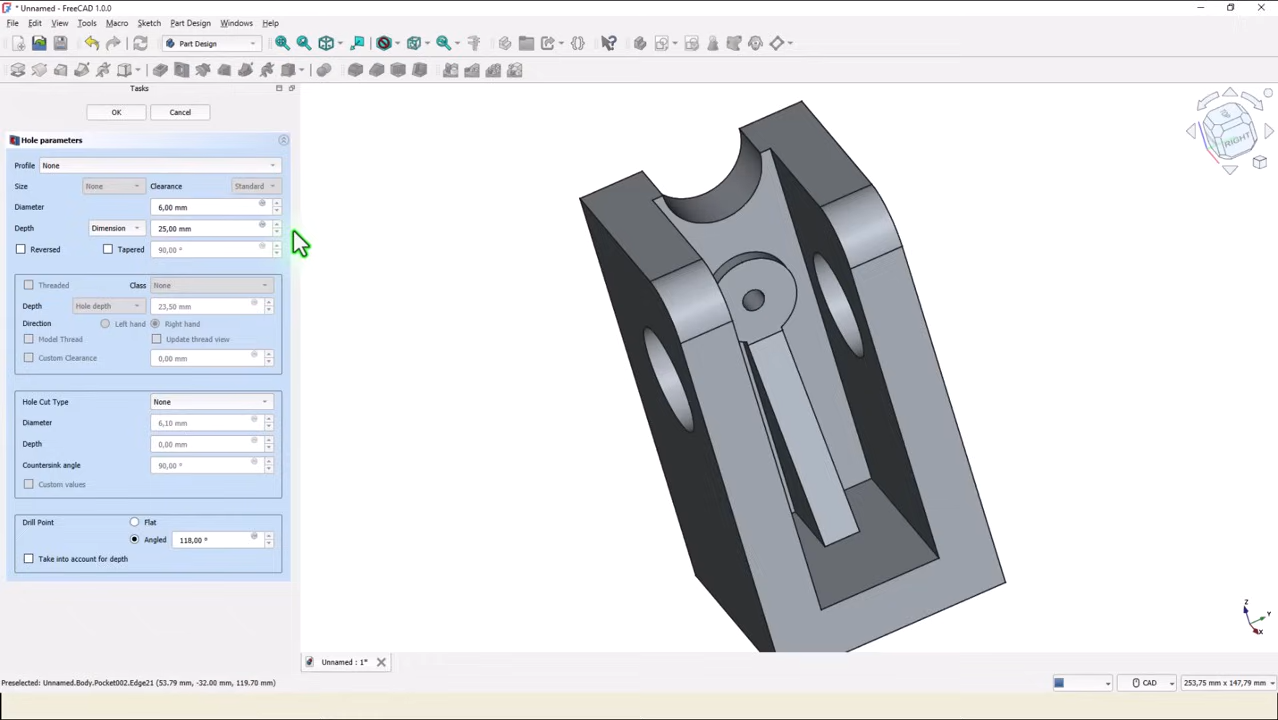 * Unnamed - FreeCAD 1.0.0
File Edit View Tools Macro Sketch Part Design Windows Help
Part Design
Tasks
OK Cancel
Hole parameters
Profile None
Size None Clearance Standard
Diameter 6,00 mm
Depth Dimension 25,00 mm
Reversed Tapered 90,00 °
Threaded Class None
Depth Hole depth 23,50 mm
Direction Left hand Right hand
Model Thread Update thread view
Custom Clearance 0,00 mm
Hole Cut Type None
Diameter 6,10 mm
Depth 0,00 mm
Countersink angle 90,00 °
Custom values
Drill Point Flat
Angled 118,00 °
Take into account for depth
RIGHT
Z
Y
X
Unnamed : 1*
Preselected: Unnamed.Body.Pocket002.Edge21 (53.79 mm, -32.00 mm, 119.70 mm)
CAD 253,75 mm x 147,79 mm